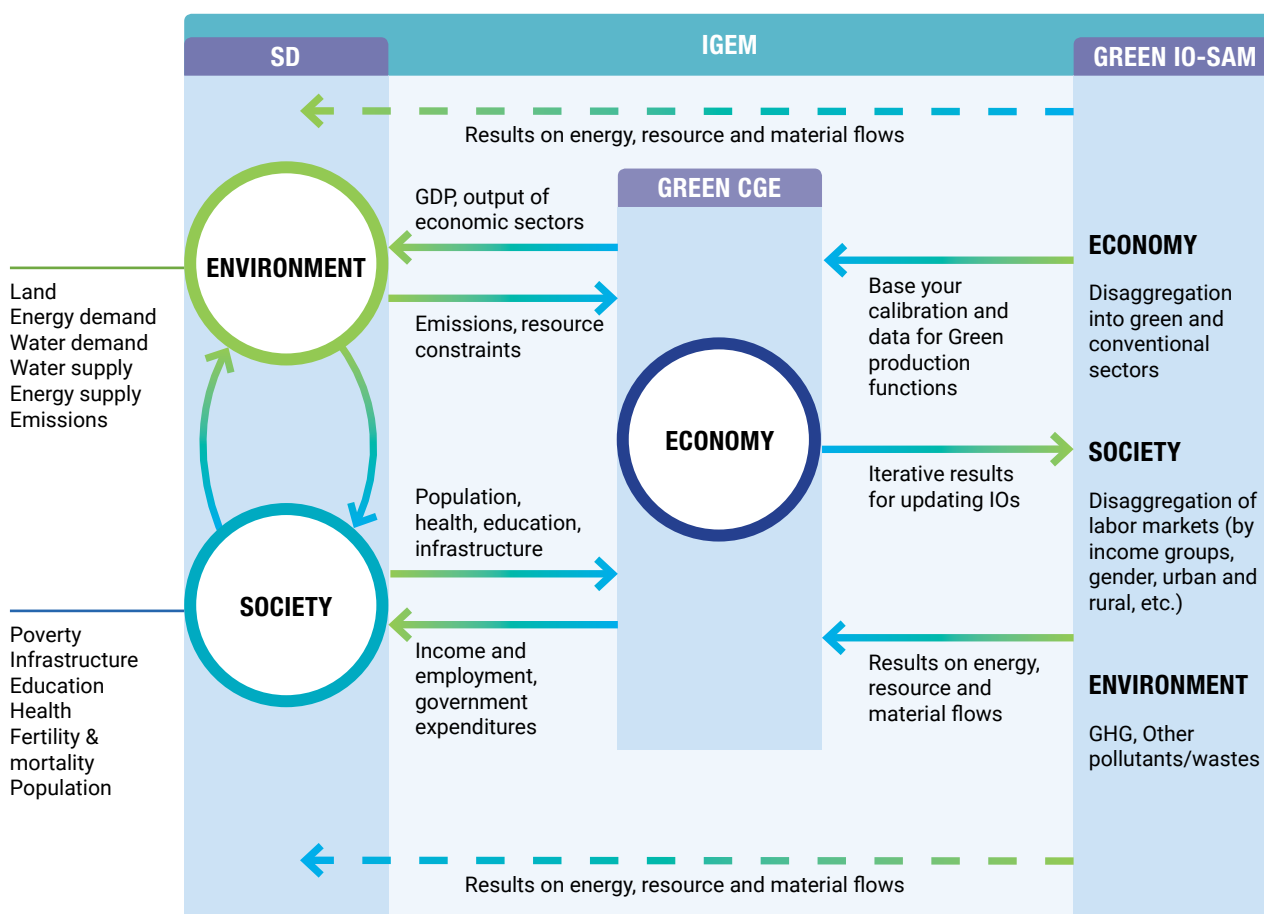 IGEM
SD
GREEN IO-SAM
Results on energy, resource and material flows
GREEN CGE
GDP, output of
economic sectors
ENVIRONMENT
Emissions, resource
constraints
Land
Energy demand
Water demand
Water supply
Energy supply
Emissions
Base your
calibration and
data for Green
production
functions
ECONOMY
Disaggregation
into green and
conventional
sectors
ECONOMY
Iterative results
for updating IOs
SOCIETY
Disaggregation of
labor markets (by
income groups,
gender, urban and
rural, etc.)
Population,
health, education,
infrastructure
SOCIETY
Income and
employment,
government
expenditures
Poverty
Infrastructure
Education
Health
Fertility &
mortality
Population
Results on energy,
resource and
material flows
ENVIRONMENT
GHG, Other
pollutants/wastes
Results on energy, resource and material flows